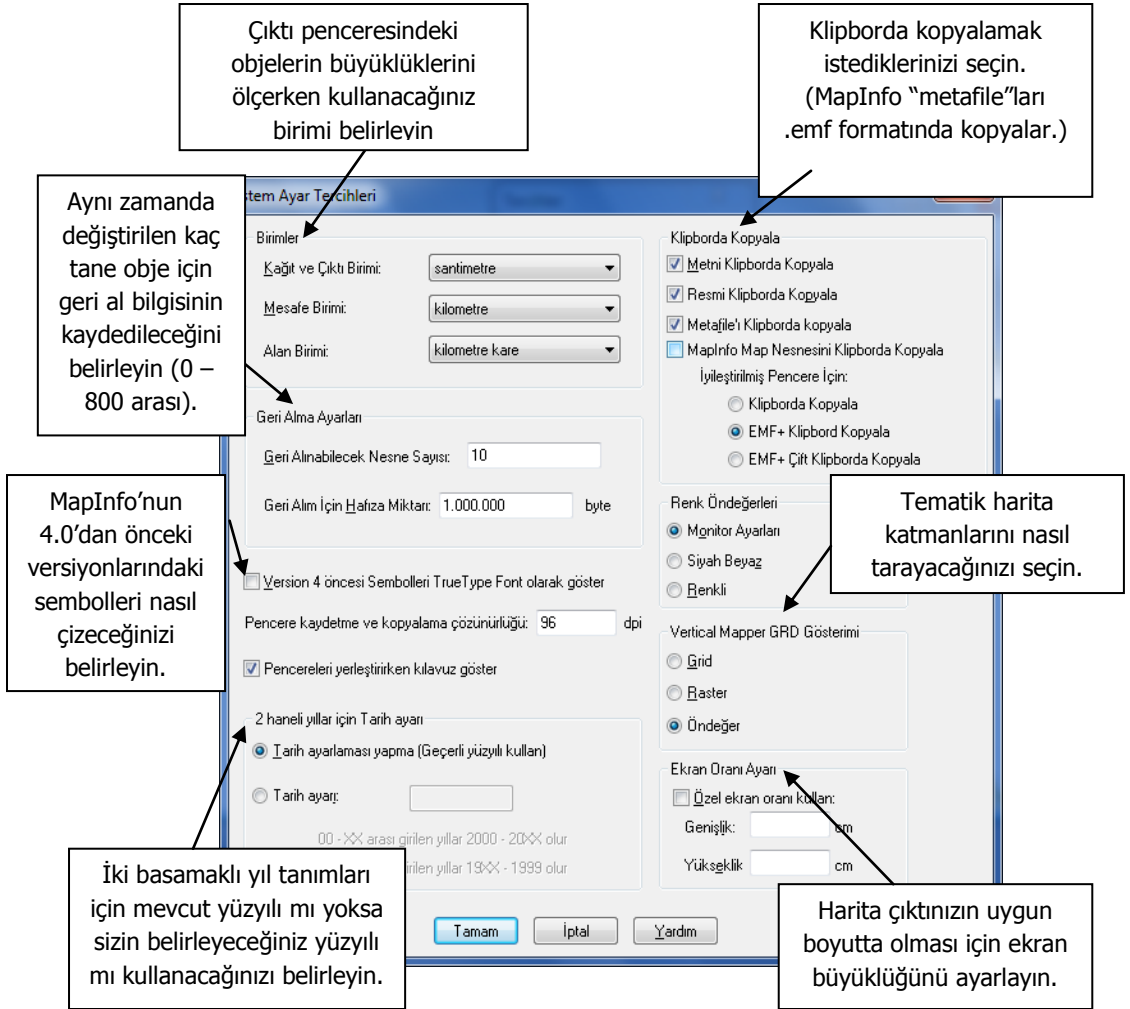 Çıktı penceresindeki
objelerin büyüklüklerini
ölçerken kullanacağınız
birimi belirleyin
Klipborda kopyalamak
istediklerinizi seçin.
(MapInfo “metafile”ları
.emf formatında kopyalar.)
Aynı zamanda
değiştirilen kaç
tane obje için
geri al bilgisinin
kaydedileceğini
belirleyin (0 –
800 arası).
MapInfo’nun
4.0’dan önceki
versiyonlarındaki
sembolleri nasıl
çizeceğinizi
belirleyin.
stem Ayar Tercihleri
Birimler
Kağıt ve Çıktı Birimi: santimetre
Mesafe Birimi: kilometre
Alan Birimi: kilometre kare
Geri Alma Ayarları
Geri Alınabilecek Nesne Sayısı: 10
Geri Alım İçin Hafıza Miktarı: 1.000.000 byte
Version 4 öncesi Sembolleri TrueType Font olarak göster
Pencere kaydetme ve kopyalama çözünürlüğü: 96 dpi
Pencereleri yerleştirirken kılavuz göster
2 haneli yıllar için Tarih ayarı
Tarih ayarlaması yapma (Geçerli yüzyılı kullan)
Tarih ayarı:
00 - XX arası girilen yıllar 2000 - 20XX olur
irilen yıllar 19XX - 1999 olur
Klipborda Kopyala
Metni Klipborda Kopyala
Resmi Klipborda Kopyala
Metafile'ı Klipborda kopyala
MapInfo Map Nesnesini Klipborda Kopyala
İyileştirilmiş Pencere İçin:
Klipborda Kopyala
EMF+ Klipbord Kopyala
EMF+ Çift Klipborda Kopyala
Renk Öndeğerleri
Monitor Ayarları
Siyah Beyaz
Renkli
Vertical Mapper GRD Gösterimi
Grid
Raster
Öndeğer
Ekran Oranı Ayarı
Özel ekran oranı kullan:
Genişlik: cm
Yükseklik cm
Tamam İptal Yardım
Tematik harita
katmanlarını nasıl
tarayacağınızı seçin.
İki basamaklı yıl tanımları
için mevcut yüzyılı mı yoksa
sizin belirleyeceğiniz yüzyılı
mı kullanacağınızı belirleyin.
Harita çıktınızın uygun
boyutta olması için ekran
büyüklüğünü ayarlayın.